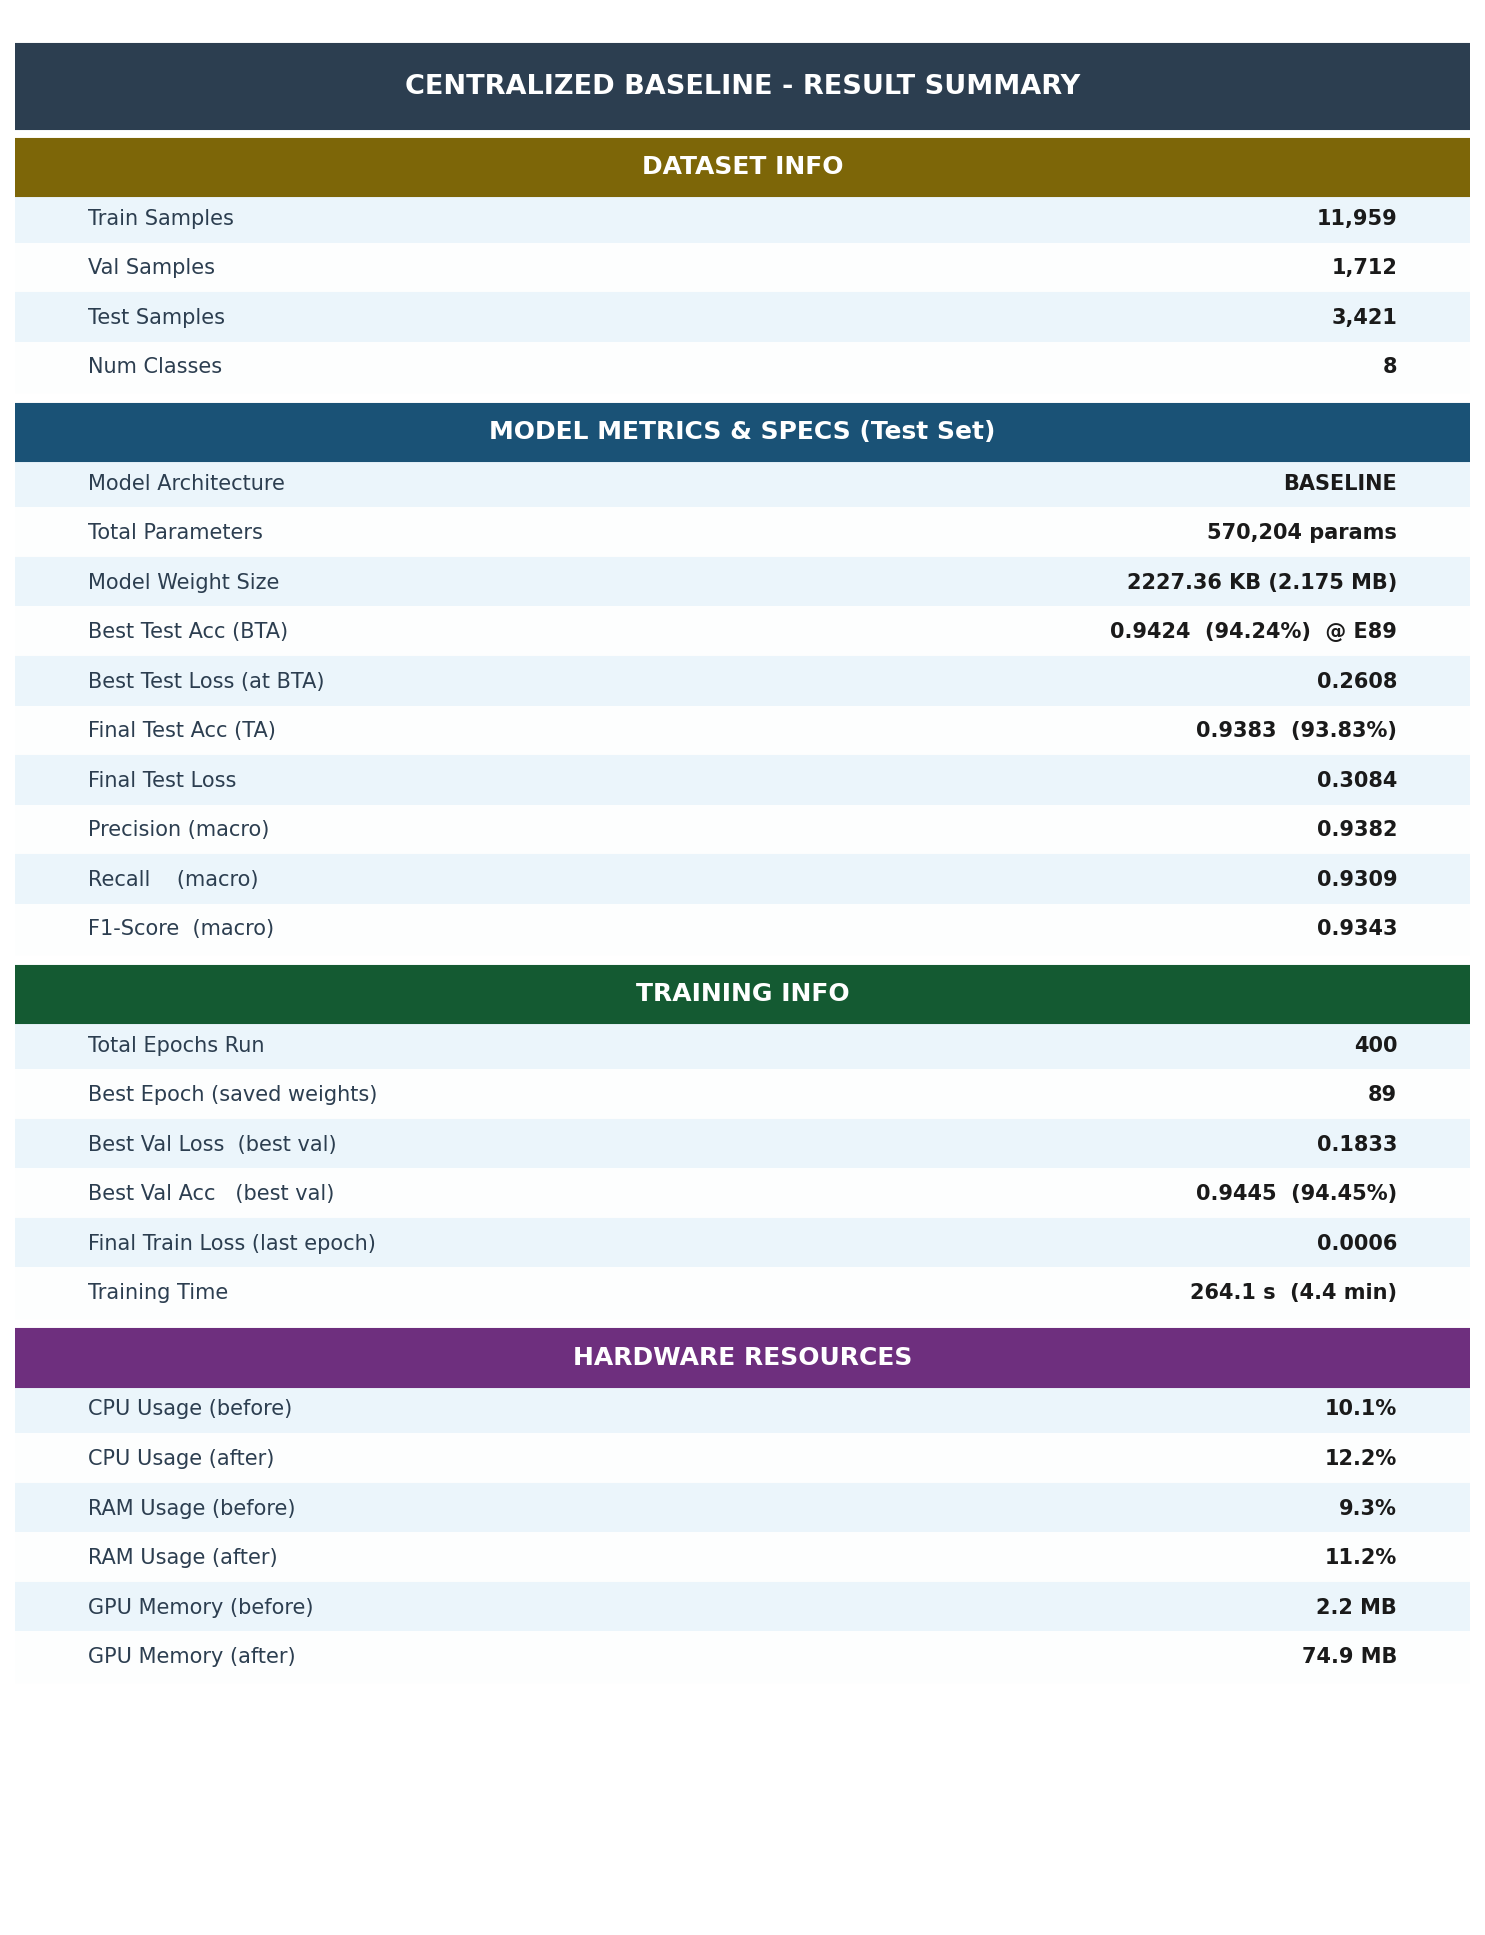 CENTRALIZED BASELINE - RESULT SUMMARY
DATASET INFO
Train Samples 11,959
Val Samples 1,712
Test Samples 3,421
Num Classes 8
MODEL METRICS & SPECS (Test Set)
Model Architecture BASELINE
Total Parameters 570,204 params
Model Weight Size 2227.36 KB (2.175 MB)
Best Test Acc (BTA) 0.9424 (94.24%) @ E89
Best Test Loss (at BTA) 0.2608
Final Test Acc (TA) 0.9383 (93.83%)
Final Test Loss 0.3084
Precision (macro) 0.9382
Recall (macro) 0.9309
F1-Score (macro) 0.9343
TRAINING INFO
Total Epochs Run 400
Best Epoch (saved weights) 89
Best Val Loss (best val) 0.1833
Best Val Acc (best val) 0.9445 (94.45%)
Final Train Loss (last epoch) 0.0006
Training Time 264.1 s (4.4 min)
HARDWARE RESOURCES
CPU Usage (before) 10.1%
CPU Usage (after) 12.2%
RAM Usage (before) 9.3%
RAM Usage (after) 11.2%
GPU Memory (before) 2.2 MB
GPU Memory (after) 74.9 MB